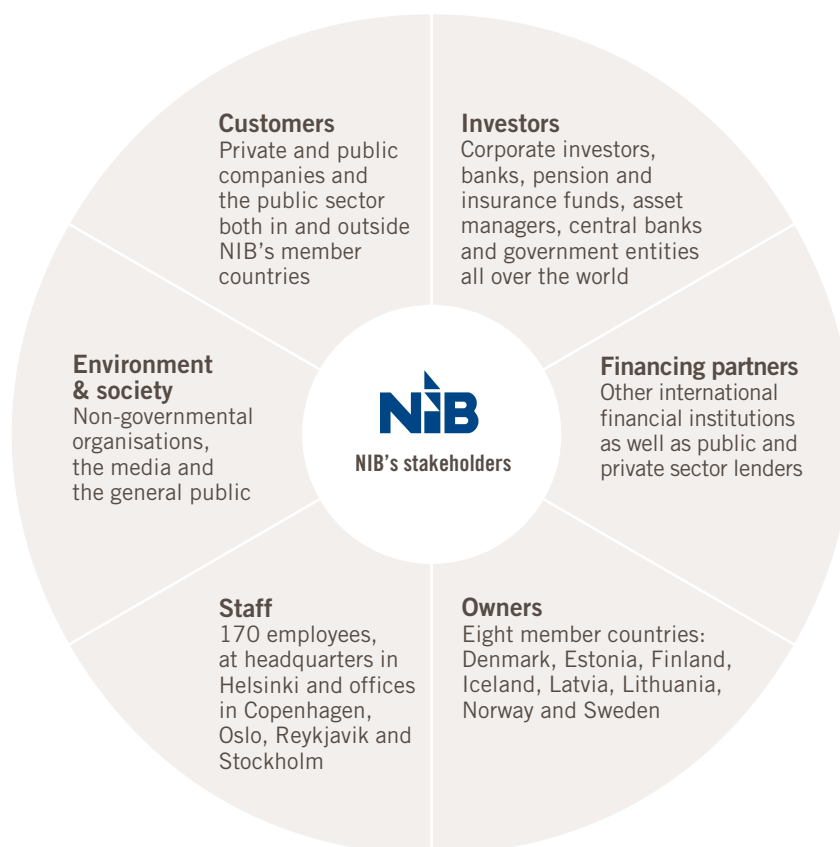 Customers
Private and public
companies and
the public sector
both in and outside
NIB's member
countries
Investors
Corporate investors,
banks, pension and
insurance funds, asset
managers, central banks
and government entities
all over the world
Financing partners
Other international
financial institutions
as well as public and
private sector lenders
Owners
Eight member countries:
Denmark, Estonia, Finland,
Iceland, Latvia, Lithuania,
Norway and Sweden
Staff
170 employees,
at headquarters in
Helsinki and offices
in Copenhagen,
Oslo, Reykjavik and
Stockholm
Environment
& society
Non-governmental
organisations,
the media and
the general public
NiB
NIB's stakeholders